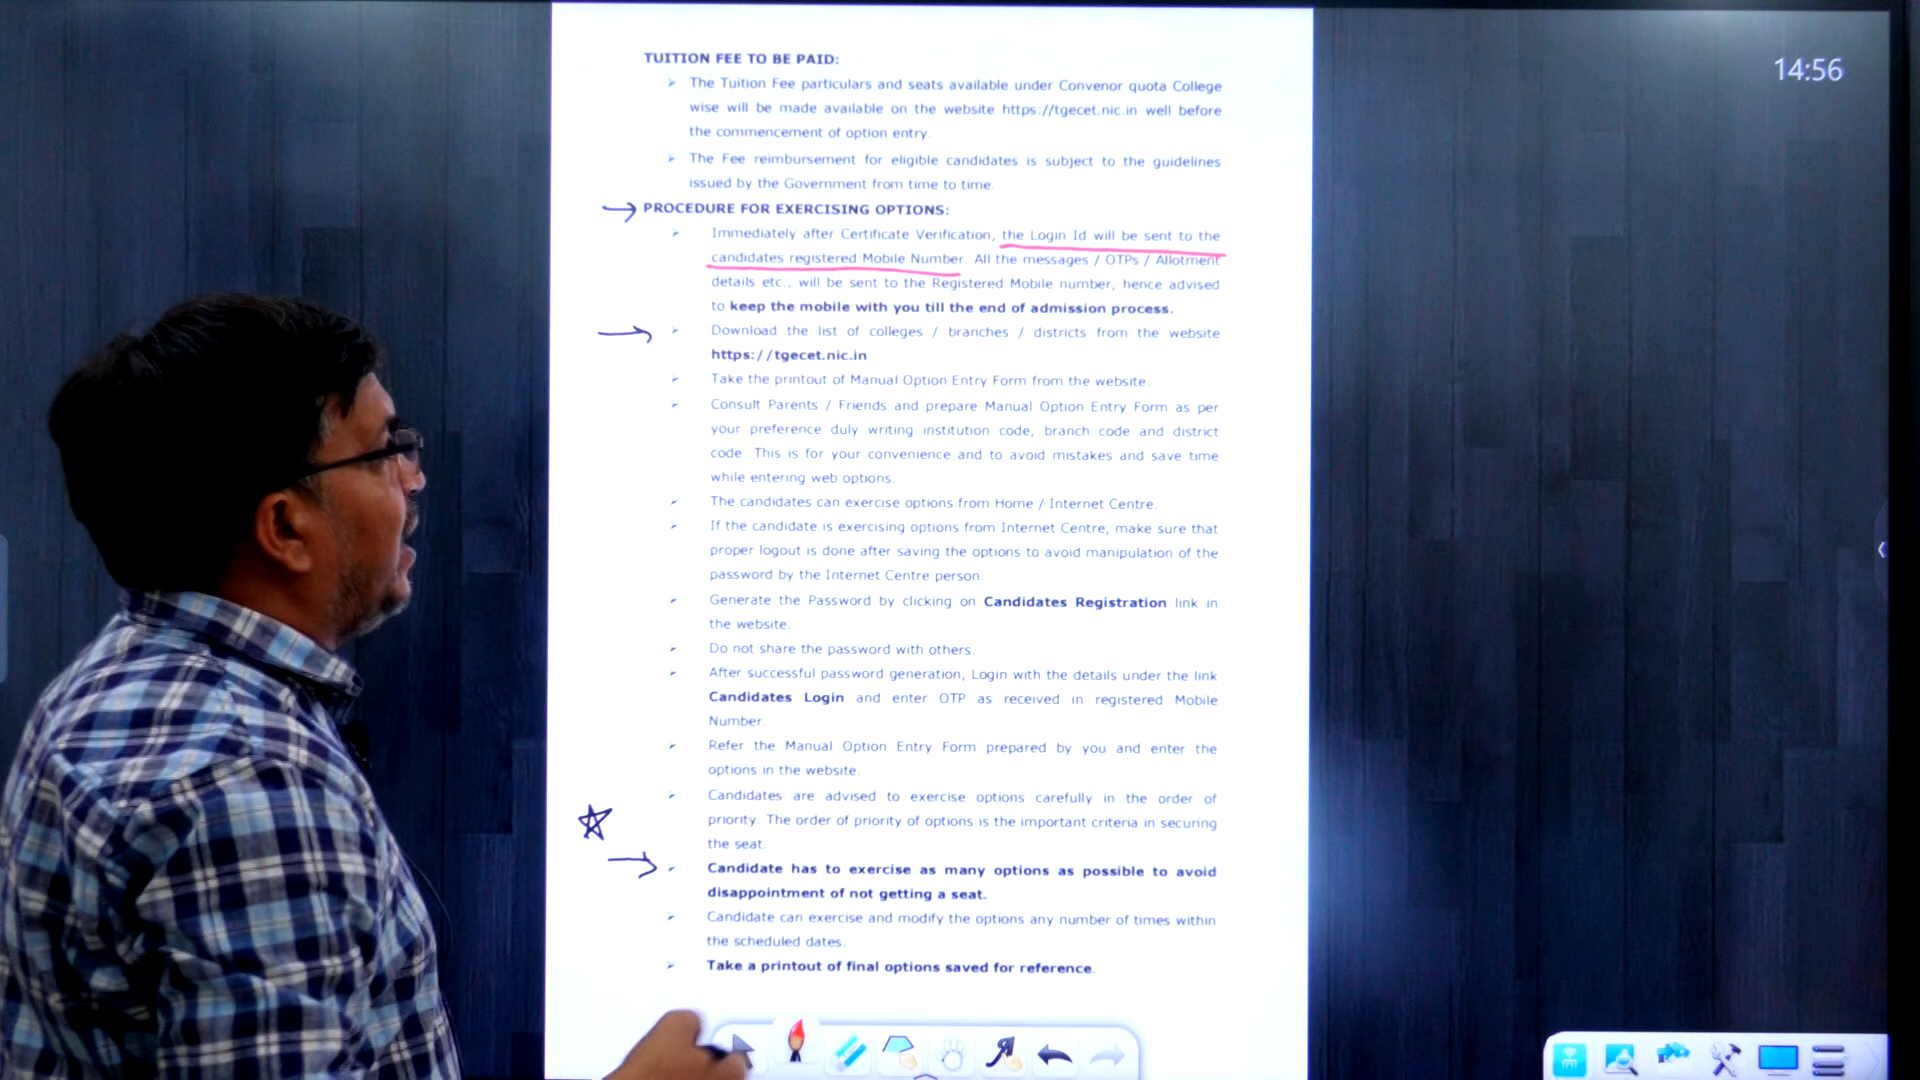 14:56
TUITION FEE TO BE PAID:
➢ The Tuition Fee particulars and seats available under Convenor quota College
wise will be made available on the website https://tgecet.nic.in well before
the commencement of option entry.
➢ The Fee reimbursement for eligible candidates is subject to the guidelines
issued by the Government from time to time.
PROCEDURE FOR EXERCISING OPTIONS:
➢ Immediately after Certificate Verification, the Login Id will be sent to the
candidates registered Mobile Number. All the messages / OTPs / Allotment
details etc., will be sent to the Registered Mobile number, hence advised
to keep the mobile with you till the end of admission process.
➢ Download the list of colleges / branches / districts from the website
https://tgecet.nic.in
➢ Take the printout of Manual Option Entry Form from the website.
➢ Consult Parents / Friends and prepare Manual Option Entry Form as per
your preference duly writing institution code, branch code and district
code. This is for your convenience and to avoid mistakes and save time
while entering web options.
➢ The candidates can exercise options from Home / Internet Centre.
➢ If the candidate is exercising options from Internet Centre, make sure that
proper logout is done after saving the options to avoid manipulation of the
password by the Internet Centre person.
➢ Generate the Password by clicking on Candidates Registration link in
the website.
➢ Do not share the password with others.
➢ After successful password generation, Login with the details under the link
Candidates Login and enter OTP as received in registered Mobile
Number
➢ Refer the Manual Option Entry Form prepared by you and enter the
options in the website.
➢ Candidates are advised to exercise options carefully in the order of
priority. The order of priority of options is the important criteria in securing
the seat.
➢ Candidate has to exercise as many options as possible to avoid
disappointment of not getting a seat.
➢ Candidate can exercise and modify the options any number of times within
the scheduled dates.
➢ Take a printout of final options saved for reference.